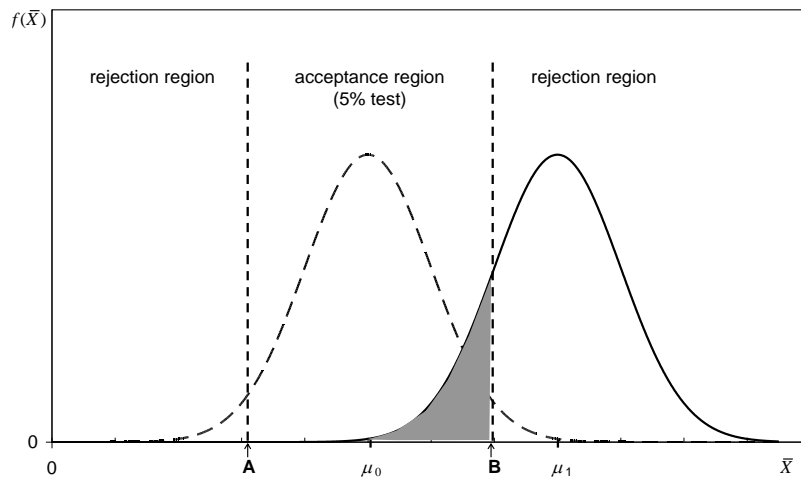 f(X̄)
rejection region
acceptance region
(5% test)
rejection region
0
0
A
μ0
B
μ1
X̄